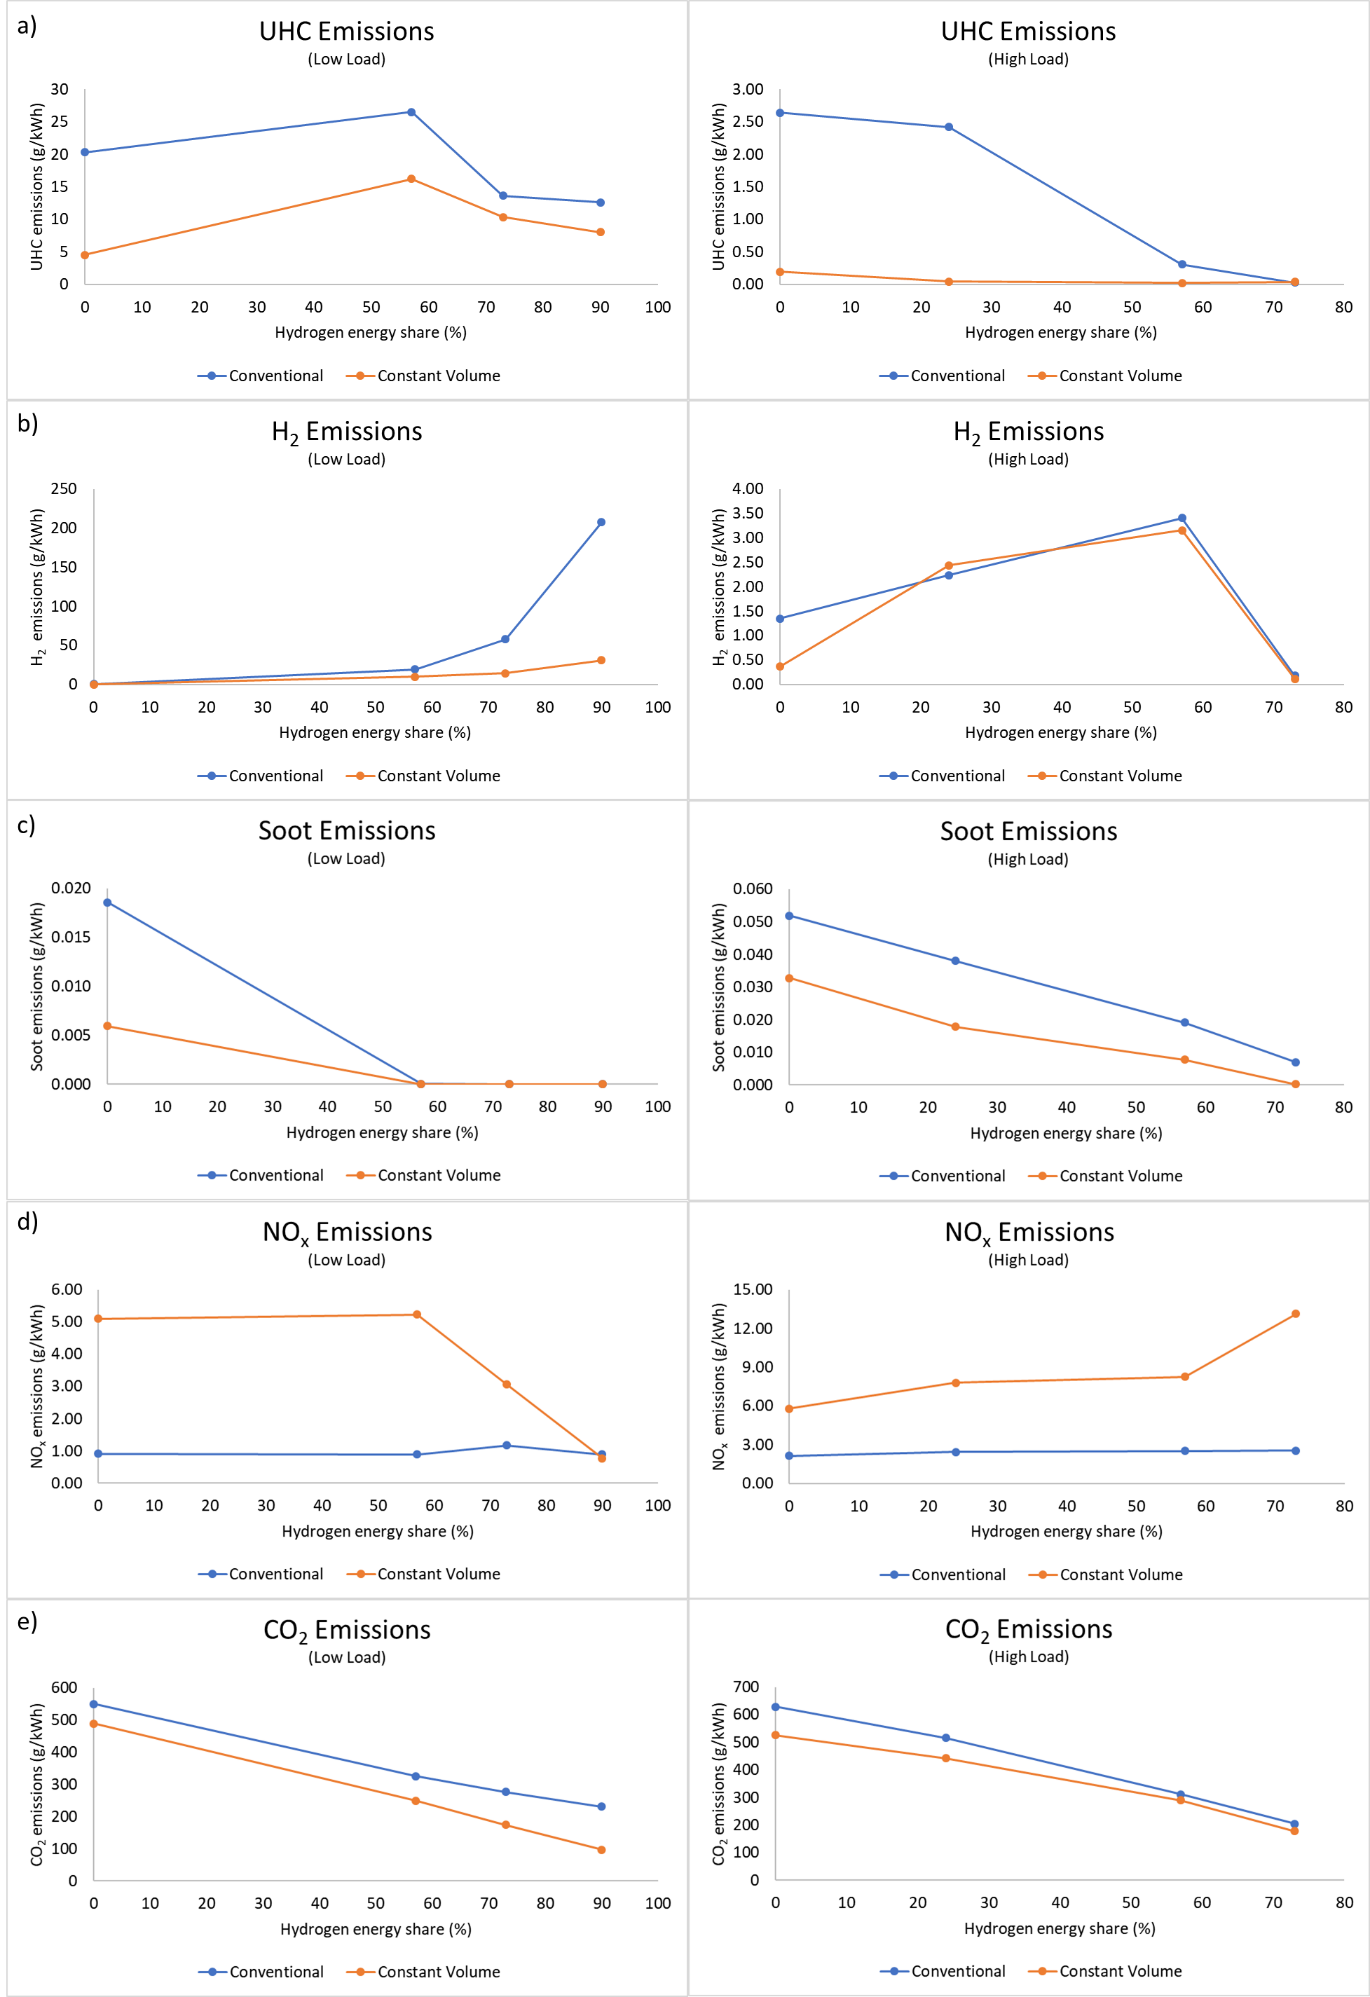 a)
UHC Emissions
(Low Load)
UHC emissions (g/kWh)
30
25
20
15
10
5
0
0 10 20 30 40 50 60 70 80 90 100
Hydrogen energy share (%)
Conventional Constant Volume
UHC Emissions
(High Load)
UHC emissions (g/kWh)
3.00
2.50
2.00
1.50
1.00
0.50
0.00
0 10 20 30 40 50 60 70 80
Hydrogen energy share (%)
Conventional Constant Volume
b)
H2 Emissions
(Low Load)
H2 emissions (g/kWh)
250
200
150
100
50
0
0 10 20 30 40 50 60 70 80 90 100
Hydrogen energy share (%)
Conventional Constant Volume
H2 Emissions
(High Load)
H2 emissions (g/kWh)
4.00
3.50
3.00
2.50
2.00
1.50
1.00
0.50
0.00
0 10 20 30 40 50 60 70 80
Hydrogen energy share (%)
Conventional Constant Volume
c)
Soot Emissions
(Low Load)
Soot emissions (g/kWh)
0.020
0.015
0.010
0.005
0.000
0 10 20 30 40 50 60 70 80 90 100
Hydrogen energy share (%)
Conventional Constant Volume
Soot Emissions
(High Load)
Soot emissions (g/kWh)
0.060
0.050
0.040
0.030
0.020
0.010
0.000
0 10 20 30 40 50 60 70 80
Hydrogen energy share (%)
Conventional Constant Volume
d)
NOx Emissions
(Low Load)
NOx emissions (g/kWh)
6.00
5.00
4.00
3.00
2.00
1.00
0.00
0 10 20 30 40 50 60 70 80 90 100
Hydrogen energy share (%)
Conventional Constant Volume
NOx Emissions
(High Load)
NOx emissions (g/kWh)
15.00
12.00
9.00
6.00
3.00
0.00
0 10 20 30 40 50 60 70 80
Hydrogen energy share (%)
Conventional Constant Volume
e)
CO2 Emissions
(Low Load)
CO2 emissions (g/kWh)
600
500
400
300
200
100
0
0 10 20 30 40 50 60 70 80 90 100
Hydrogen energy share (%)
Conventional Constant Volume
CO2 Emissions
(High Load)
CO2 emissions (g/kWh)
700
600
500
400
300
200
100
0
0 10 20 30 40 50 60 70 80
Hydrogen energy share (%)
Conventional Constant Volume